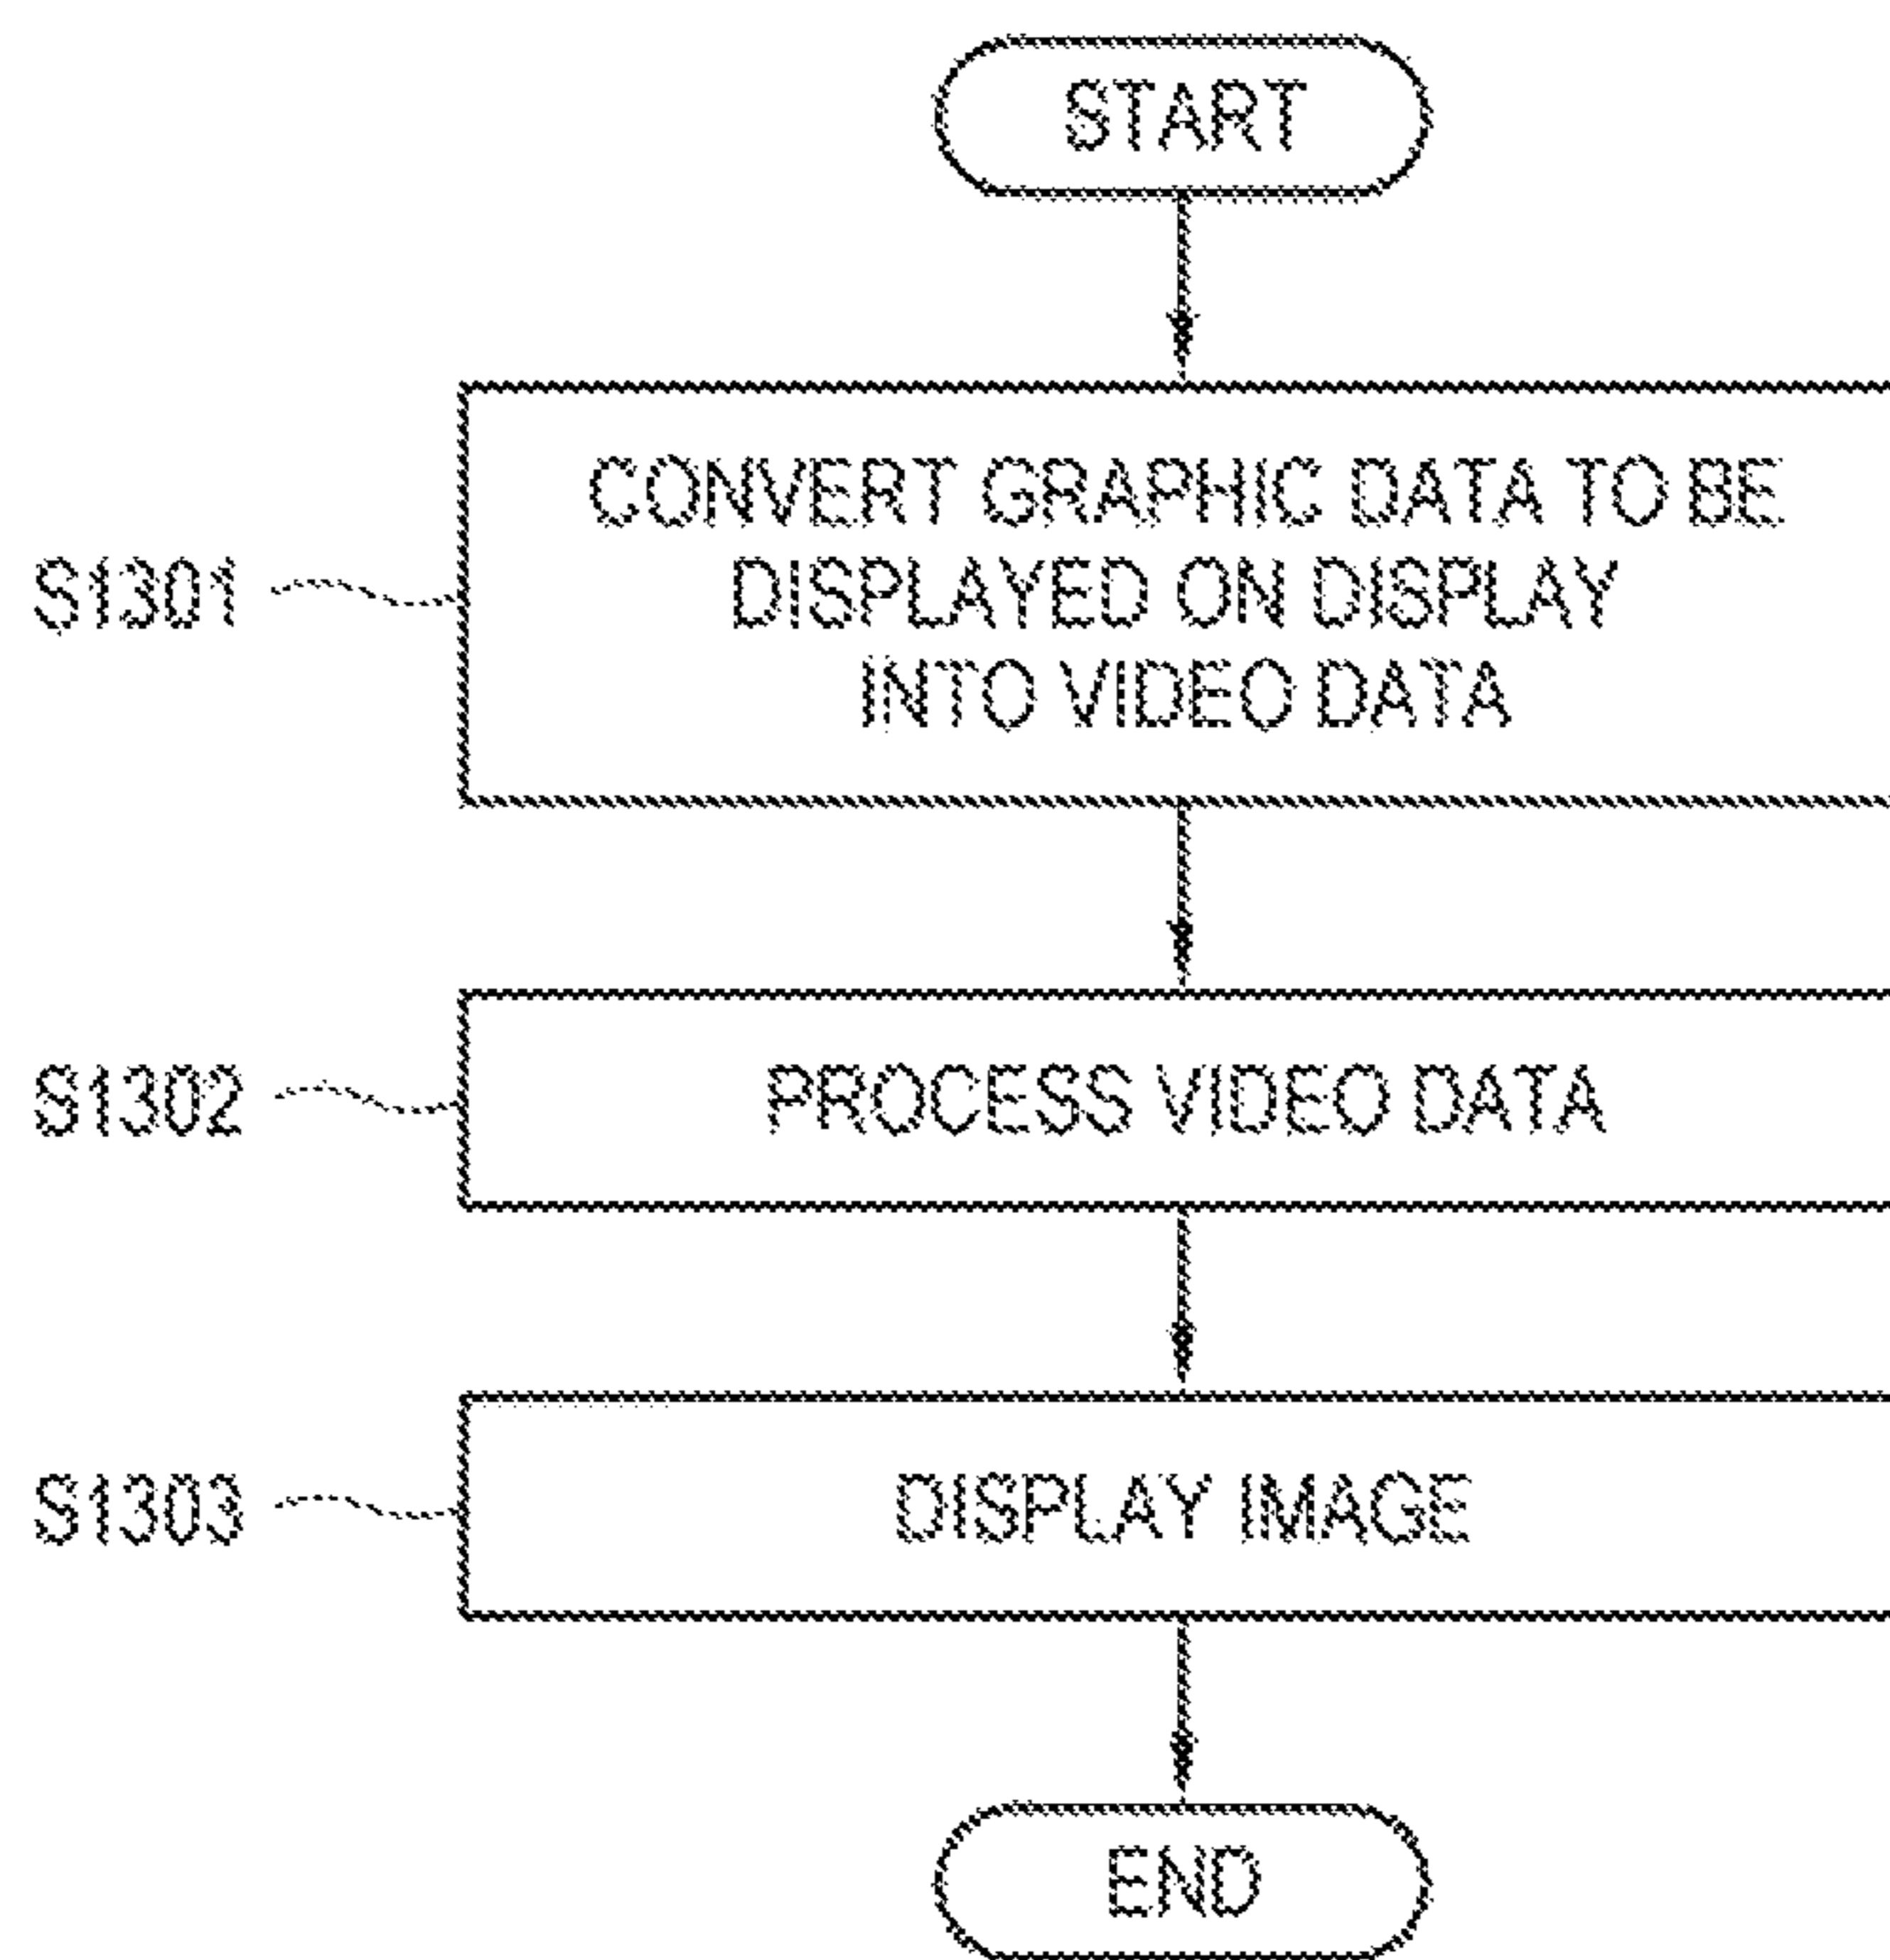 START
CONVERT GRAPHIC DATA TO BE
DISPLAYED ON DISPLAY
INTO VIDEO DATA
S1301
PROCESS VIDEO DATA
S1302
DISPLAY IMAGE
S1303
END